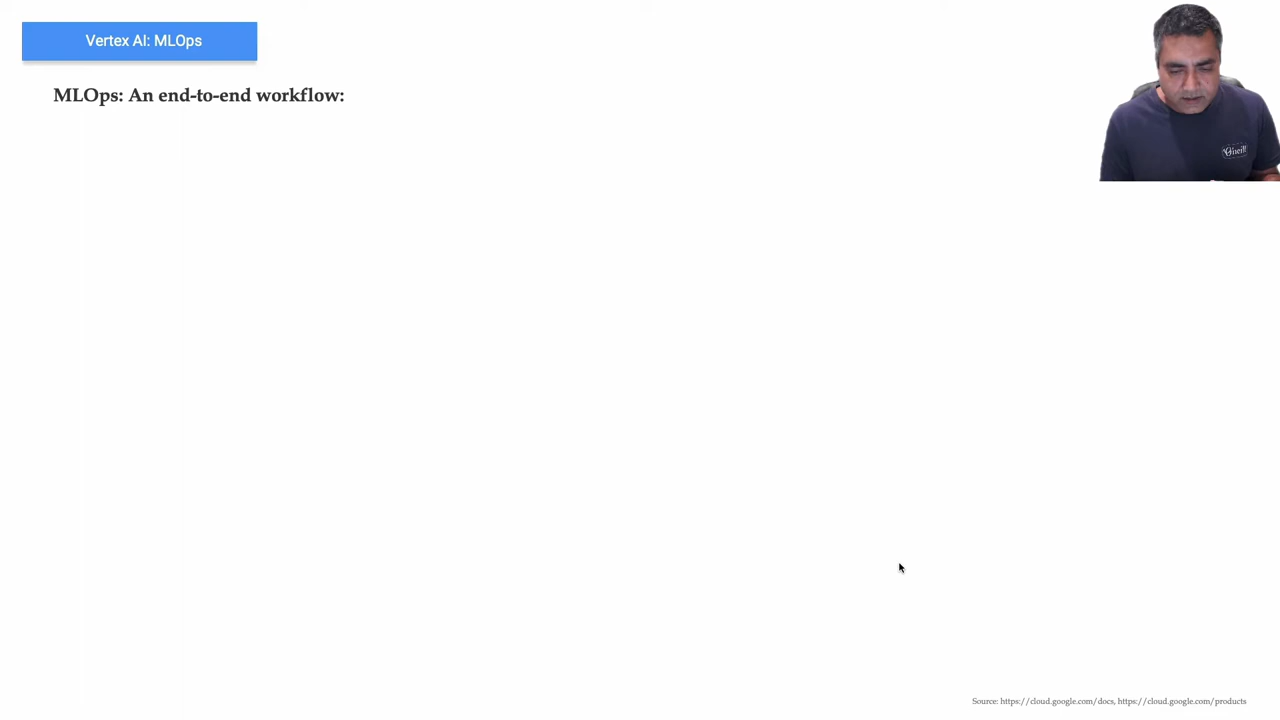 Vertex AI: MLOps
MLOps: An end-to-end workflow:
O'neill
Source: https://cloud.google.com/docs, https://cloud.google.com/products